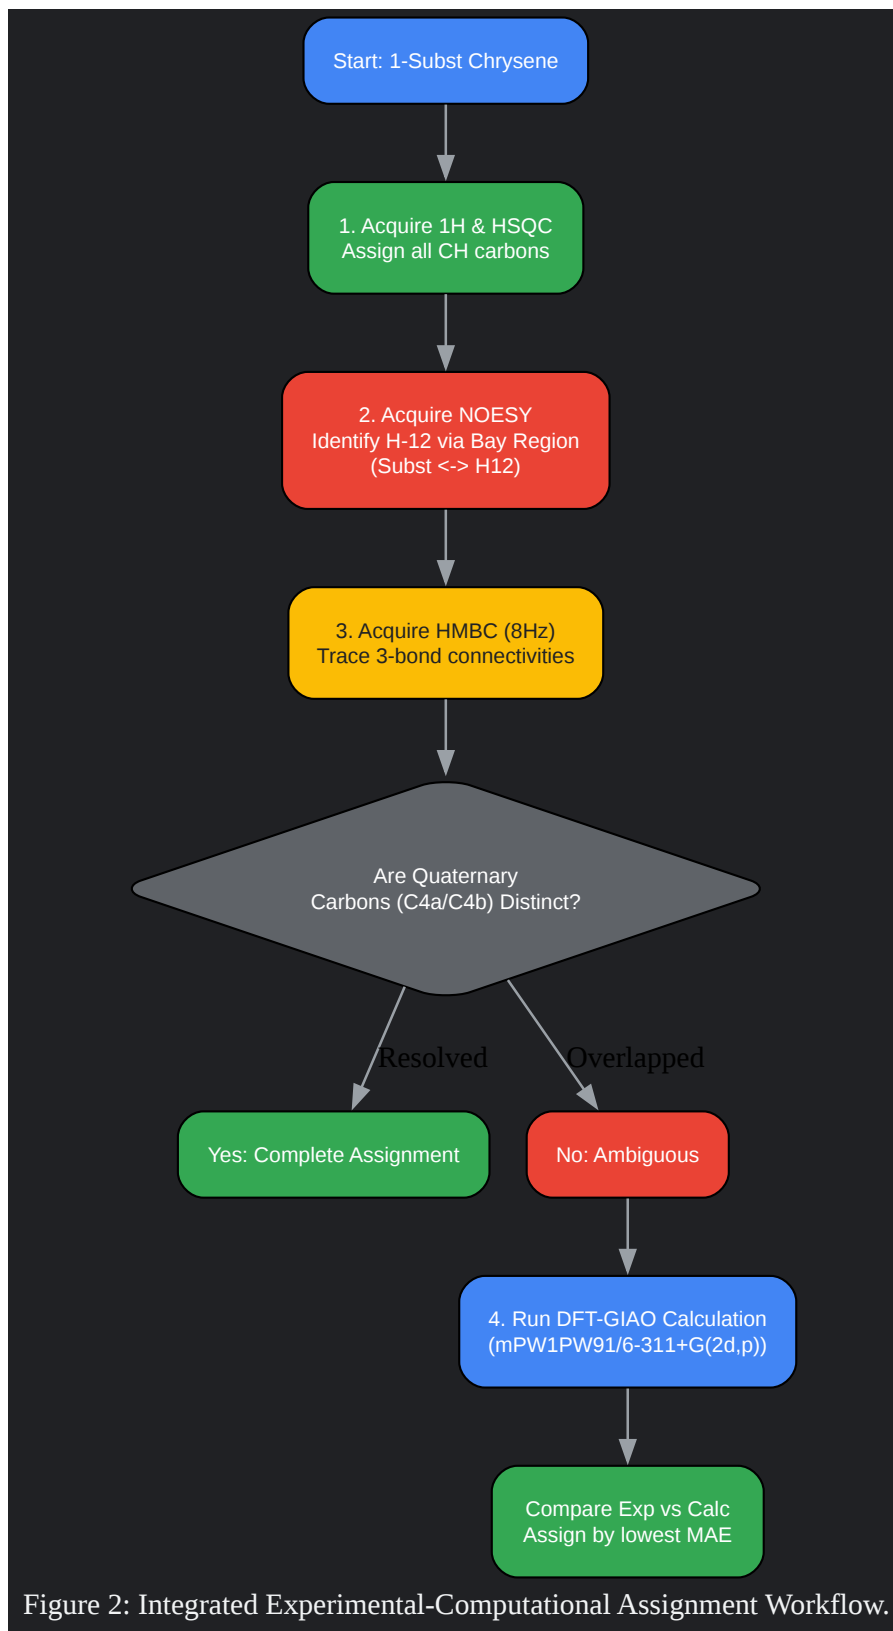 Start: 1-Subst Chrysene
1. Acquire 1H & HSQC
Assign all CH carbons
2. Acquire NOESY
Identify H-12 via Bay Region
(Subst <-> H12)
3. Acquire HMBC (8Hz)
Trace 3-bond connectivities
Are Quaternary
Carbons (C4a/C4b) Distinct?
Resolved
Overlapped
Yes: Complete Assignment
No: Ambiguous
4. Run DFT-GIAO Calculation
(mPW1PW91/6-311+G(2d,p))
Compare Exp vs Calc
Assign by lowest MAE
Figure 2: Integrated Experimental-Computational Assignment Workflow.